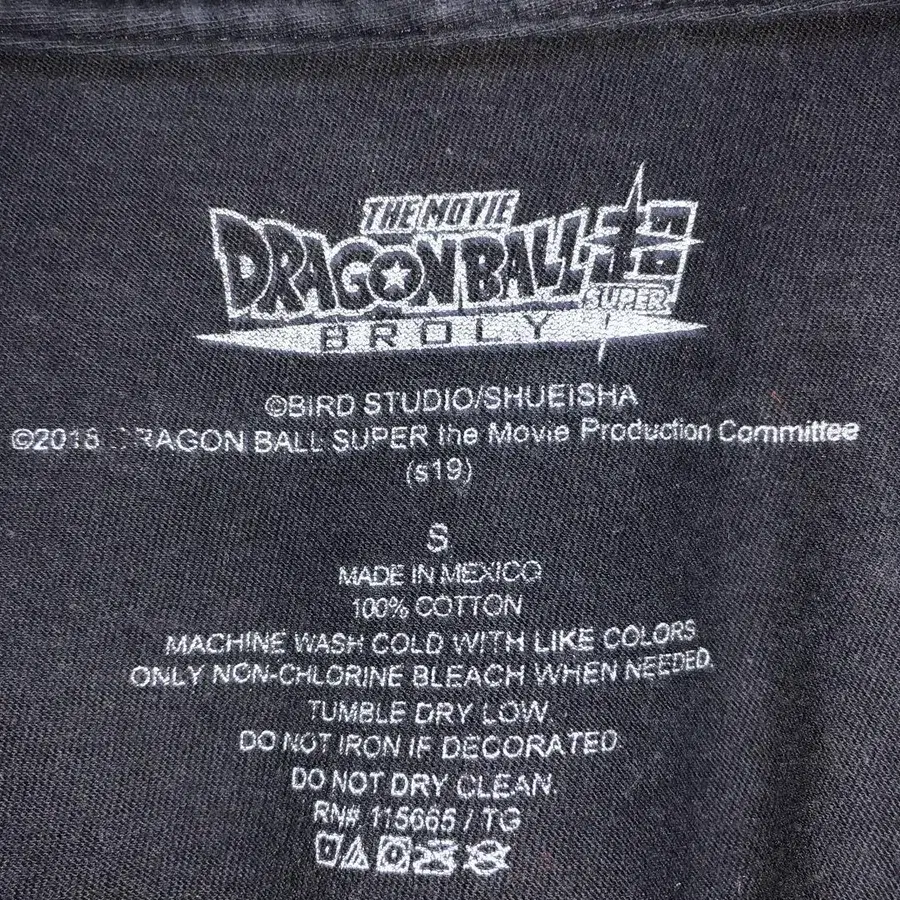 THE MOVIE
DRAGON BALL 超
SUPER
BROLY
©BIRD STUDIO/SHUEISHA
©2018 DRAGON BALL SUPER the Movie Production Committee
(s19)
S
MADE IN MEXICO
100% COTTON
MACHINE WASH COLD WITH LIKE COLORS
ONLY NON-CHLORINE BLEACH WHEN NEEDED.
TUMBLE DRY LOW.
DO NOT IRON IF DECORATED.
DO NOT DRY CLEAN.
RN# 115665 / TG